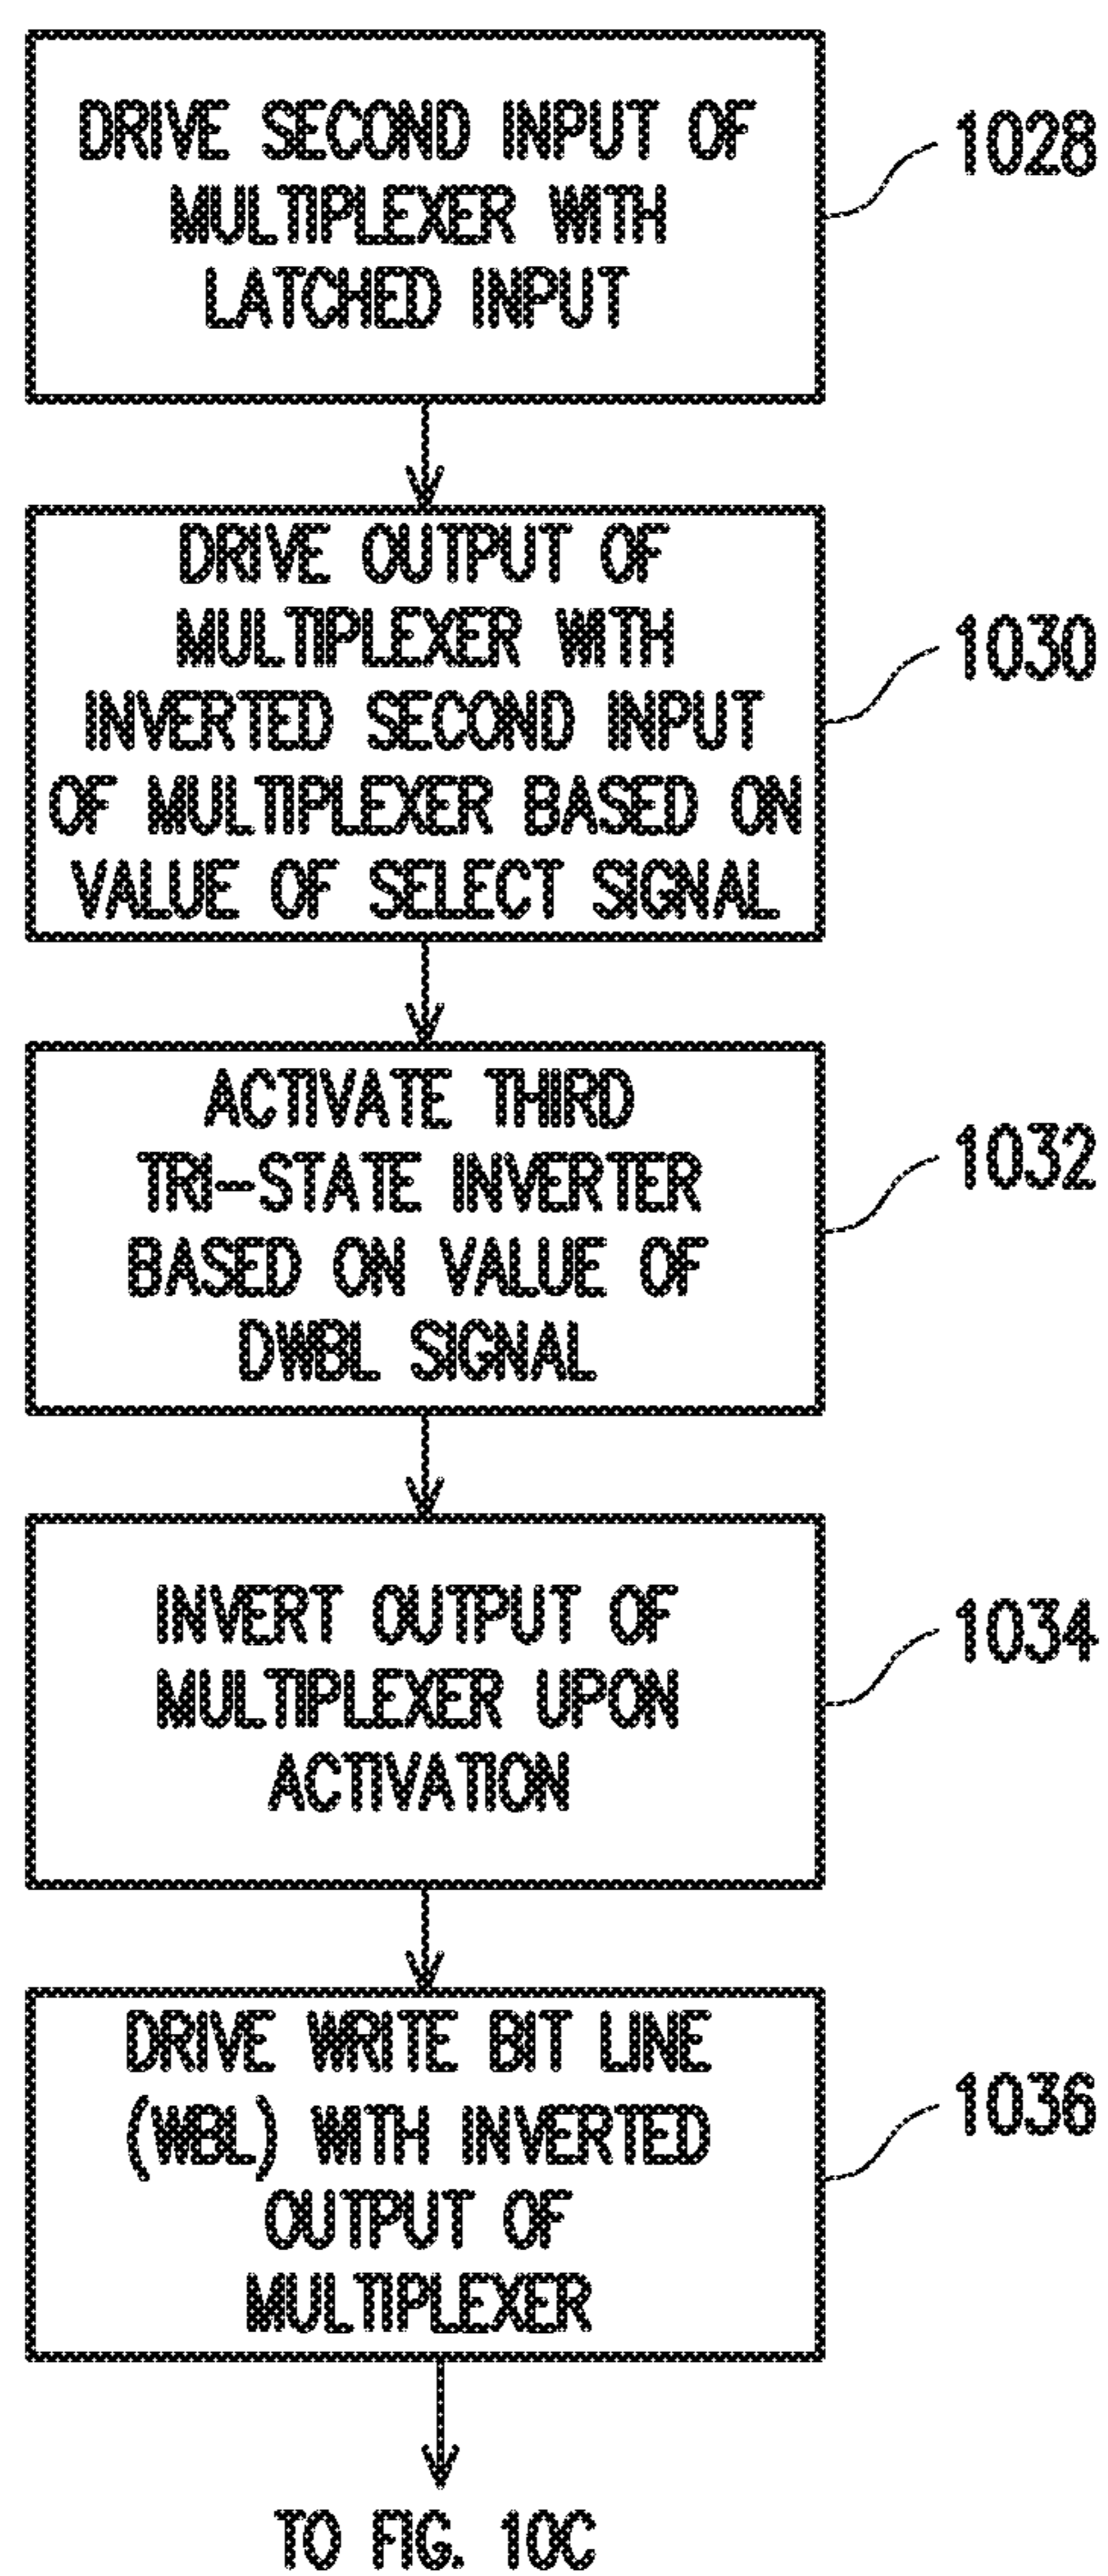 DRIVE SECOND INPUT OF
MULTIPLEXER WITH
LATCHED INPUT
1028
DRIVE OUTPUT OF
MULTIPLEXER WITH
INVERTED SECOND INPUT
OF MULTIPLEXER BASED ON
VALUE OF SELECT SIGNAL
1030
ACTIVATE THIRD
TRI-STATE INVERTER
BASED ON VALUE OF
DWBL SIGNAL
1032
INVERT OUTPUT OF
MULTIPLEXER UPON
ACTIVATION
1034
DRIVE WRITE BIT LINE
(WBL) WITH INVERTED
OUTPUT OF
MULTIPLEXER
1036
TO FIG. 10C